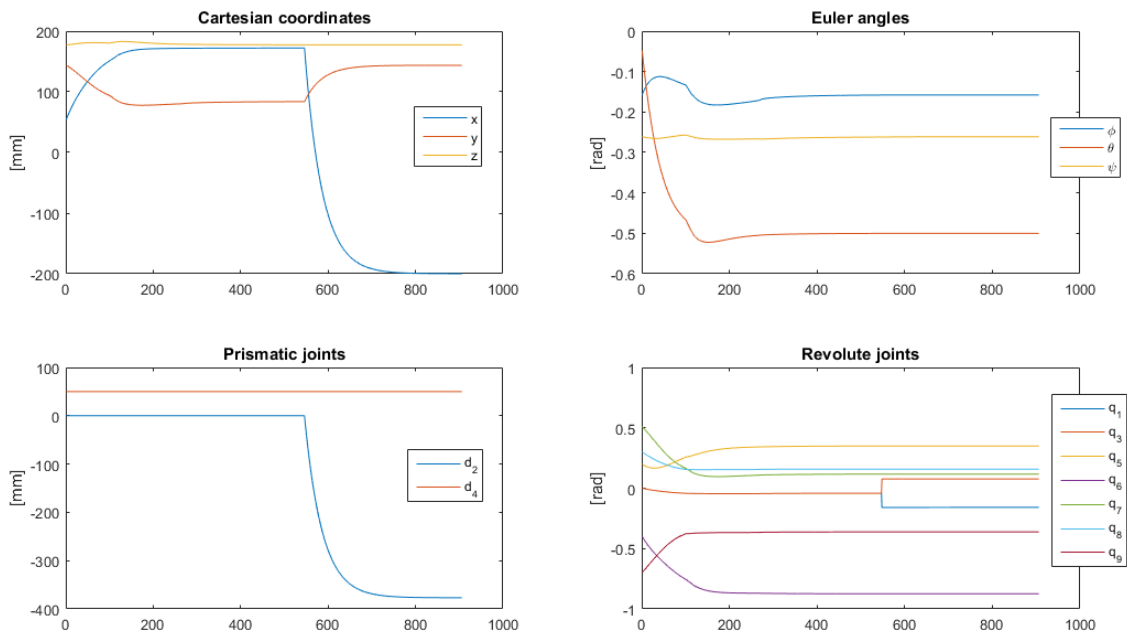 Cartesian coordinates
200
100
0
-100
-200
[mm]
0 200 400 600 800 1000
x
y
z
Euler angles
0
-0.1
-0.2
-0.3
-0.4
-0.5
-0.6
[rad]
0 200 400 600 800 1000
ϕ
θ
ψ
Prismatic joints
100
0
-100
-200
-300
-400
[mm]
0 200 400 600 800 1000
d₂
d₄
Revolute joints
1
0.5
0
-0.5
-1
[rad]
0 200 400 600 800 1000
q₁
q₃
q₅
q₆
q₇
q₈
q₉